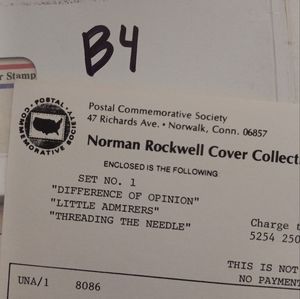 B4
r Stamp
POSTAL
COMMEMORATIVE SOCIETY
Postal Commemorative Society
47 Richards Ave. • Norwalk, Conn. 06857
Norman Rockwell Cover Collect
ENCLOSED IS THE FOLLOWING
SET NO. 1
"DIFFERENCE OF OPINION"
"LITTLE ADMIRERS"
"THREADING THE NEEDLE"
Charge t
5254 250
THIS IS NOT
NO PAYMENT
UNA/1 8086